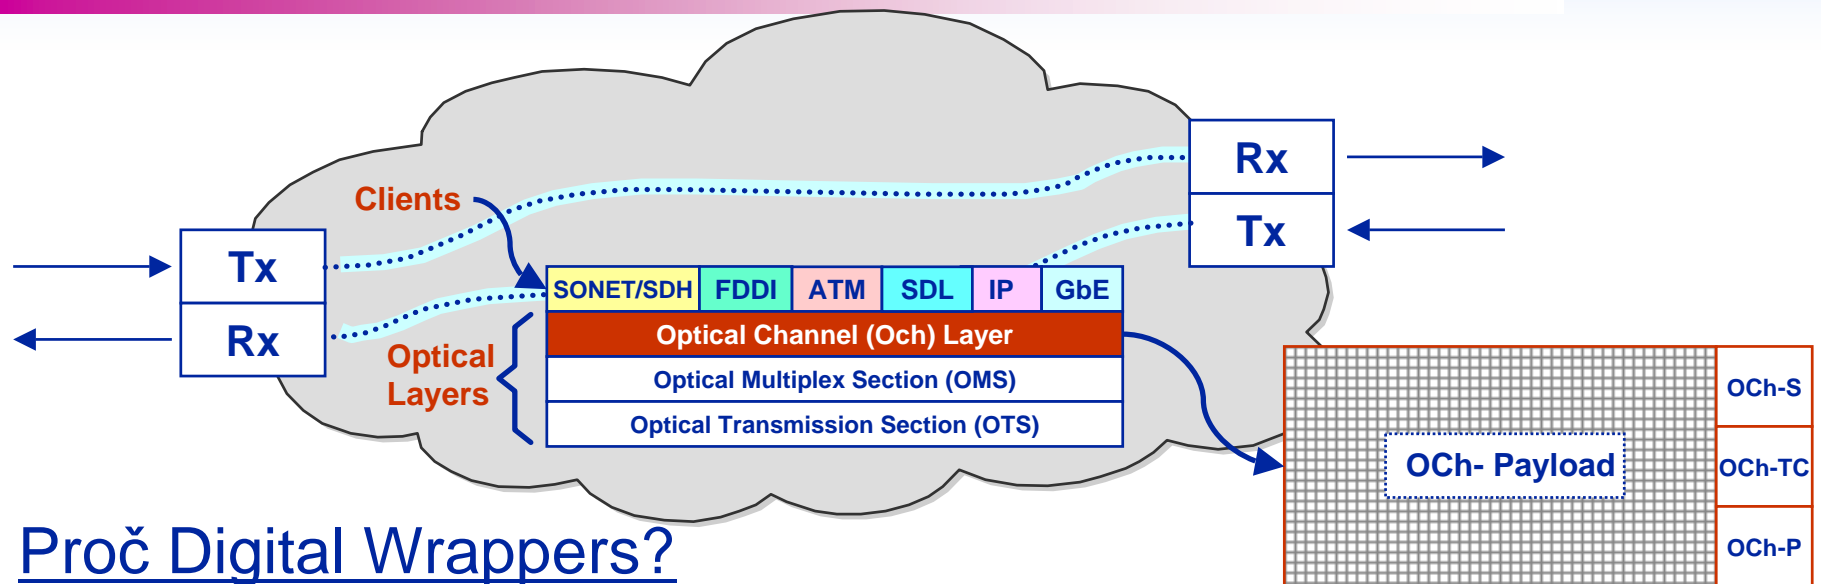 Rx
Tx
Clients
Tx
Rx
SONET/SDH FDDI ATM SDL IP GbE
Optical Channel (Och) Layer
Optical Multiplex Section (OMS)
Optical Transmission Section (OTS)
Optical
Layers
OCh- Payload
OCh-S
OCh-TC
OCh-P
Proč Digital Wrappers?